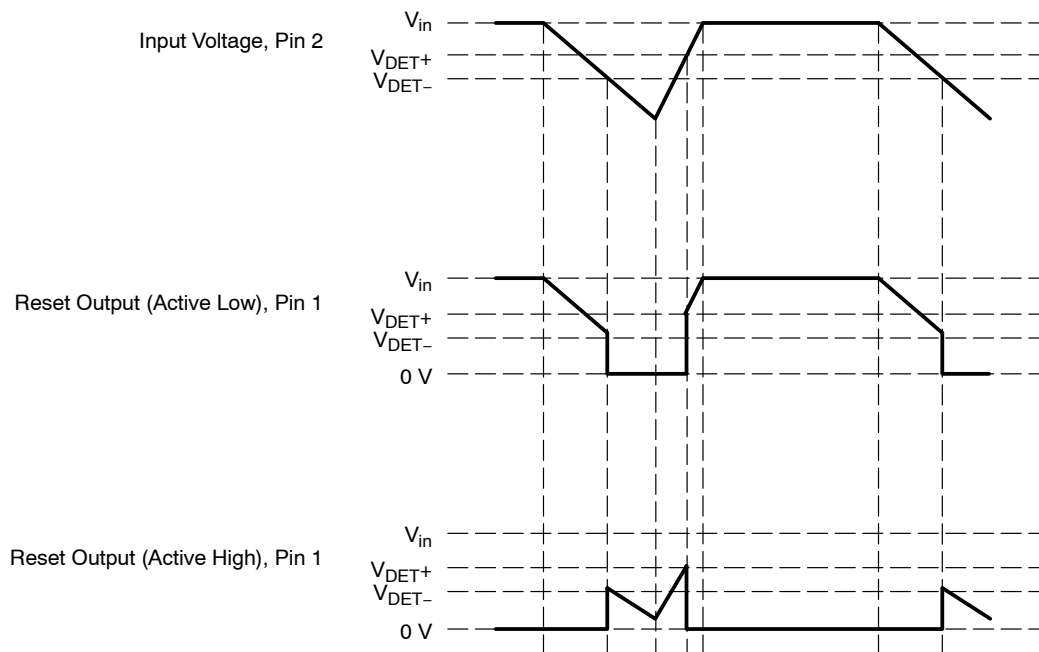 V_in
Input Voltage, Pin 2
V_DET+
V_DET–
V_in
Reset Output (Active Low), Pin 1
V_DET+
V_DET–
0 V
V_in
Reset Output (Active High), Pin 1
V_DET+
V_DET–
0 V